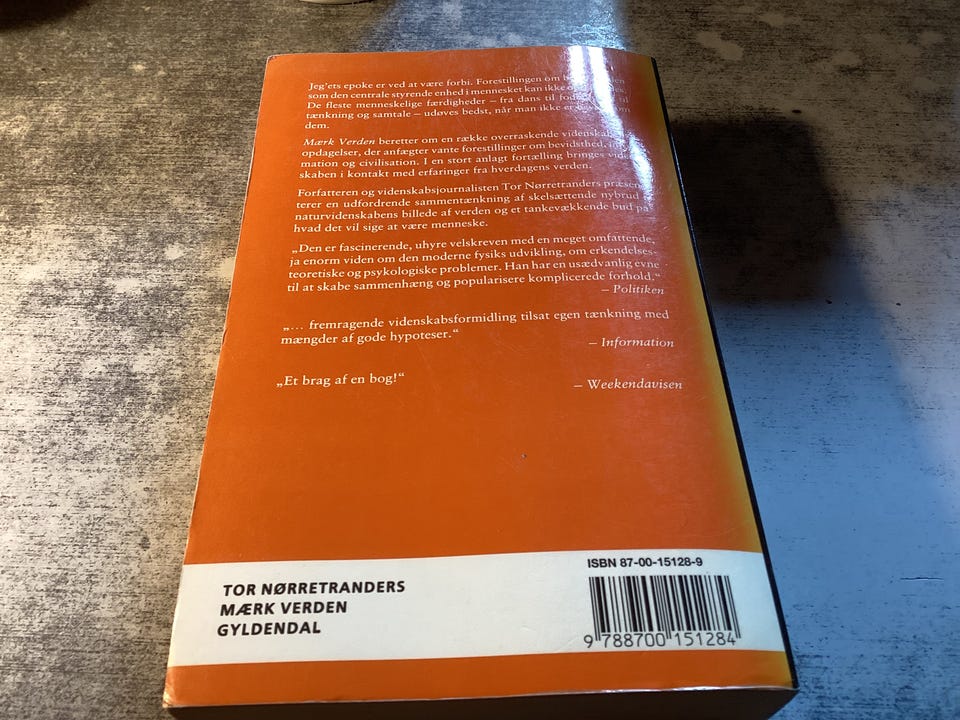 Jeg'ets epoke er ved at være forbi. Forestillingen om
som den centrale styrende enhed i mennesket kan ikke
De fleste menneskelige færdigheder – fra dans til til
tænkning og samtale – udøves bedst, når man ikke er om
dem.
Mærk Verden beretter om en række overraskende
opdagelser, der anfægter vante forestillinger om bevidsthed,
mation og civilisation. I en stort anlagt fortælling bringes
skaben i kontakt med erfaringer fra hverdagens verden.
Forfatteren og videnskabsjournalisten Tor Nørretranders
terer en udfordrende sammentænkning af skelsættende nybrud
naturvidenskabens billede af verden og et tankevækkende bud på
hvad det vil sige at være menneske.
„Den er fascinerende, uhyre velskreven med en meget omfattende,
ja enorm viden om den moderne fysiks udvikling, om erkendelses-
teoretiske og psykologiske problemer. Han har en usædvanlig evne
til at skabe sammenhæng og popularisere komplicerede forhold.“
– Politiken
„... fremragende videnskabsformidling tilsat egen tænkning med
mængder af gode hypoteser.“
– Information
„Et brag af en bog!“
– Weekendavisen
TOR NØRRETRANDERS
MÆRK VERDEN
GYLDENDAL
ISBN 87-00-15128-9
9 788700 151284